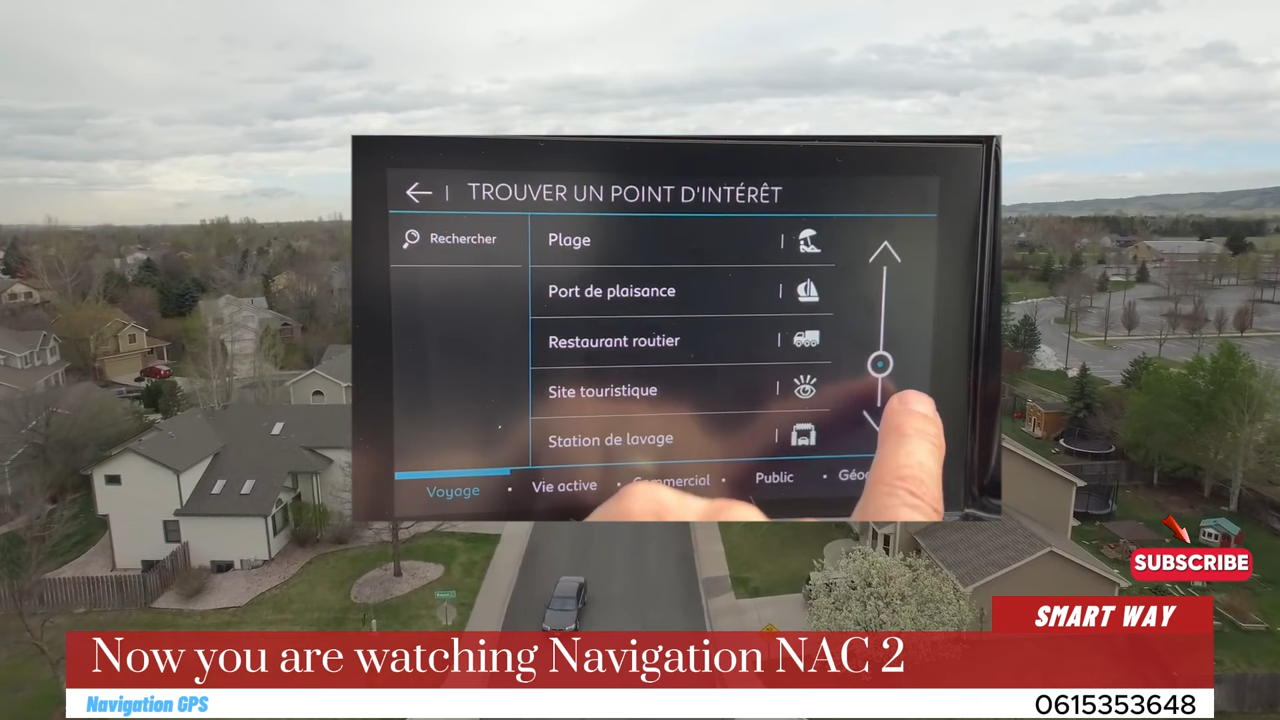 ← | TROUVER UN POINT D'INTÉRÊT
Rechercher
Plage
Port de plaisance
Restaurant routier
Site touristique
Station de lavage
Voyage • Vie active • Commercial • Public •
SUBSCRIBE
SMART WAY
Now you are watching Navigation NAC 2
Navigation GPS
0615353648